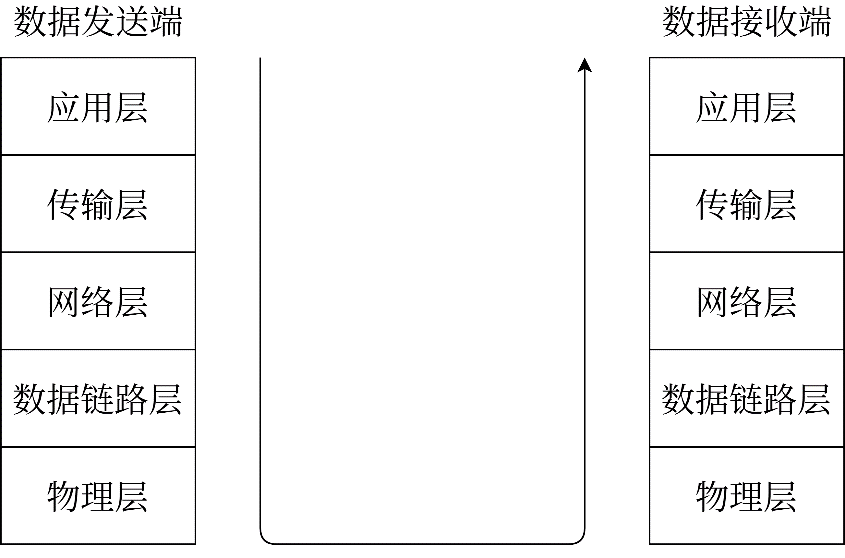 数据发送端
应用层
传输层
网络层
数据链路层
物理层
数据接收端
应用层
传输层
网络层
数据链路层
物理层